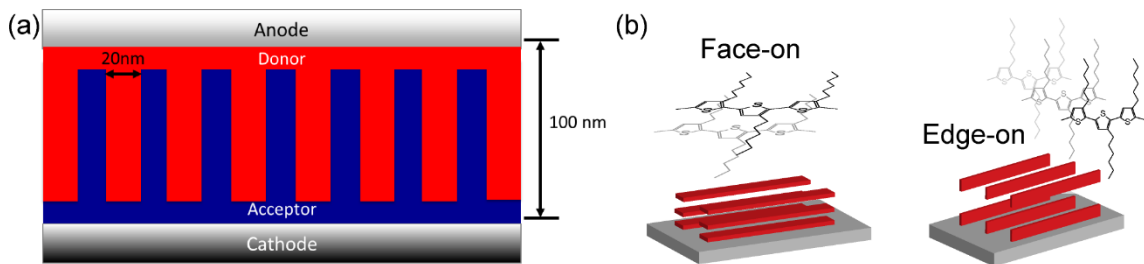 (a)
Anode
20nm
Donor
100 nm
Acceptor
Cathode
(b)
Face-on
S
S
S
S
S
S
Edge-on
S
S
S
S
S
S